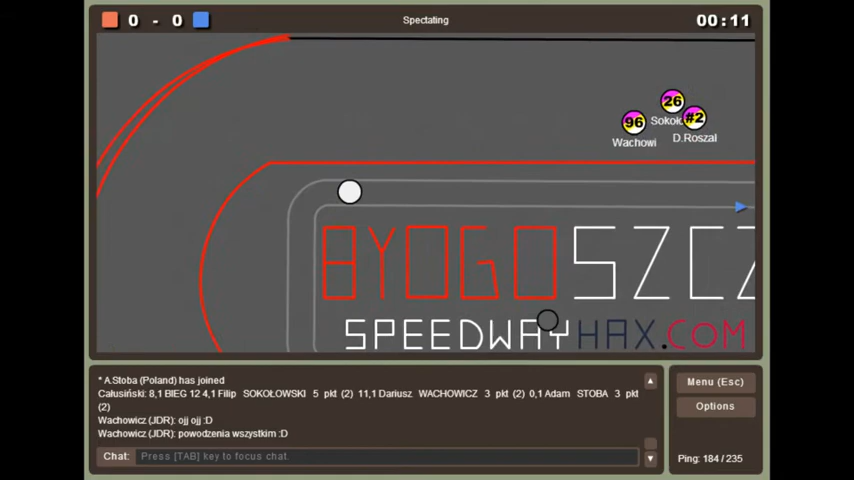 0 - 0
Spectating
00:11
26
96
#2
Wachowi
D.Roszal
BYOGOSZCZ
SPEEDWAYHAX.COM
* A.Stoba (Poland) has joined
Całusiński: 8,1 BIEG 12 4,1 Filip SOKOŁOWSKI 5 pkt (2) 11,1 Dariusz WACHOWICZ 3 pkt (2) 0,1 Adam STOBA 3 pkt
(2)
Wachowicz (JDR): ojj ojj :D
Wachowicz (JDR): powodzenia wszystkim :D
Chat: Press [TAB] key to focus chat.
Menu (Esc)
Options
Ping: 184 / 235